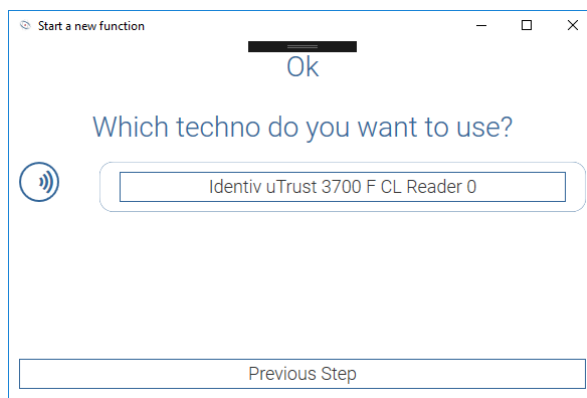 Start a new function
Ok
Which techno do you want to use?
Identiv uTrust 3700 F CL Reader 0
Previous Step